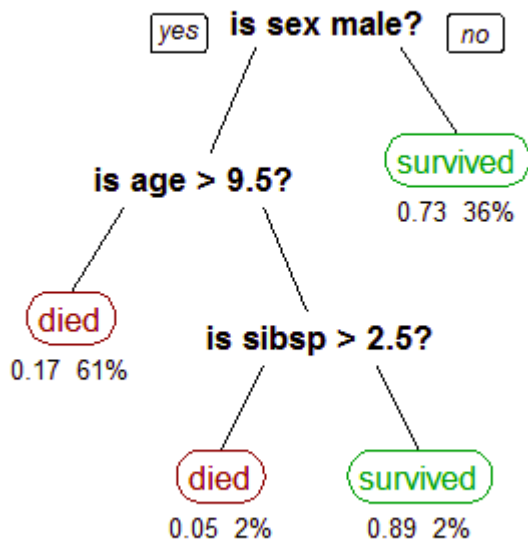 yes is sex male? no
survived
is age > 9.5?
0.73 36%
died
is sibsp > 2.5?
0.17 61%
died survived
0.05 2% 0.89 2%